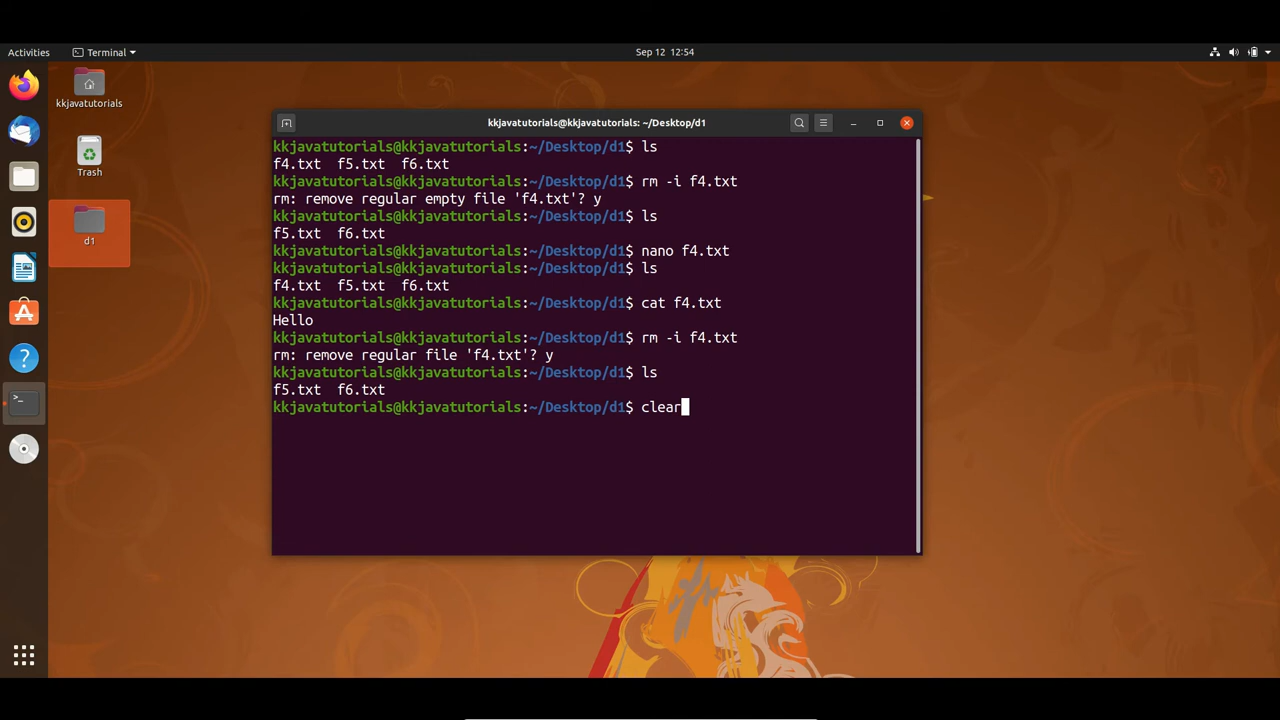 Activities
Terminal
Sep 12 12:54
kkjavatutorials
Trash
d1
kkjavatutorials@kkjavatutorials: ~/Desktop/d1
kkjavatutorials@kkjavatutorials:~/Desktop/d1$ ls
f4.txt f5.txt f6.txt
kkjavatutorials@kkjavatutorials:~/Desktop/d1$ rm -i f4.txt
rm: remove regular empty file 'f4.txt'? y
kkjavatutorials@kkjavatutorials:~/Desktop/d1$ ls
f5.txt f6.txt
kkjavatutorials@kkjavatutorials:~/Desktop/d1$ nano f4.txt
kkjavatutorials@kkjavatutorials:~/Desktop/d1$ ls
f4.txt f5.txt f6.txt
kkjavatutorials@kkjavatutorials:~/Desktop/d1$ cat f4.txt
Hello
kkjavatutorials@kkjavatutorials:~/Desktop/d1$ rm -i f4.txt
rm: remove regular file 'f4.txt'? y
kkjavatutorials@kkjavatutorials:~/Desktop/d1$ ls
f5.txt f6.txt
kkjavatutorials@kkjavatutorials:~/Desktop/d1$ clear